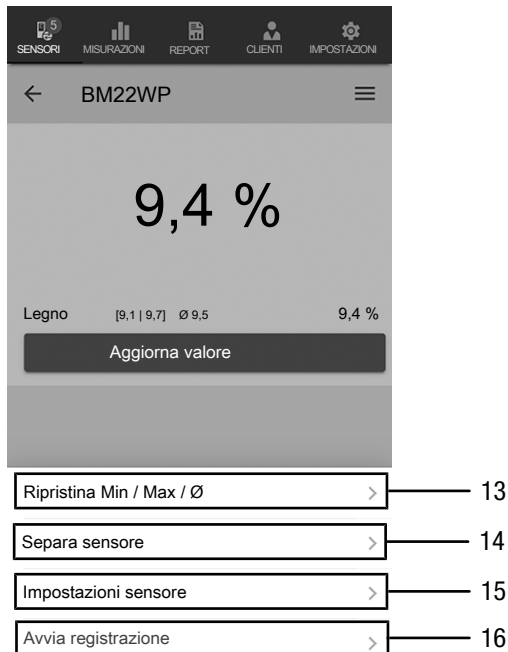 5
SENSORI MISURAZIONI REPORT CLIENTI IMPOSTAZIONI
BM22WP
9,4 %
Legno [9,1 | 9,7] Ø 9,5 9,4 %
Aggiorna valore
Ripristina Min / Max / Ø 13
Separa sensore 14
Impostazioni sensore 15
Avvia registrazione 16